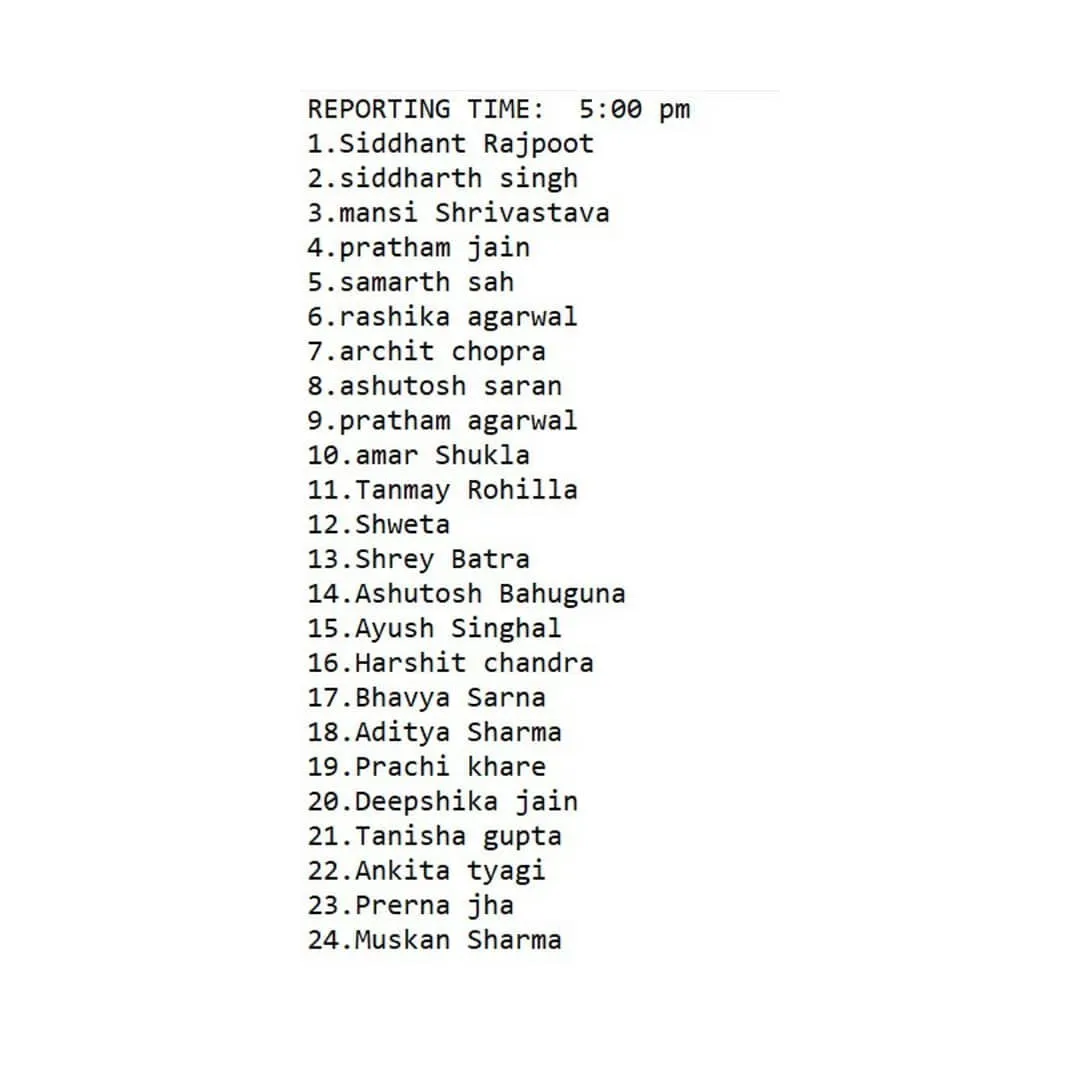 REPORTING TIME:  5:00 pm
1.Siddhant Rajpoot
2.siddharth singh
3.mansi Shrivastava
4.pratham jain
5.samarth sah
6.rashika agarwal
7.archit chopra
8.ashutosh saran
9.pratham agarwal
10.amar Shukla
11.Tanmay Rohilla
12.Shweta
13.Shrey Batra
14.Ashutosh Bahuguna
15.Ayush Singhal
16.Harshit chandra
17.Bhavya Sarna
18.Aditya Sharma
19.Prachi khare
20.Deepshika jain
21.Tanisha gupta
22.Ankita tyagi
23.Prerna jha
24.Muskan Sharma